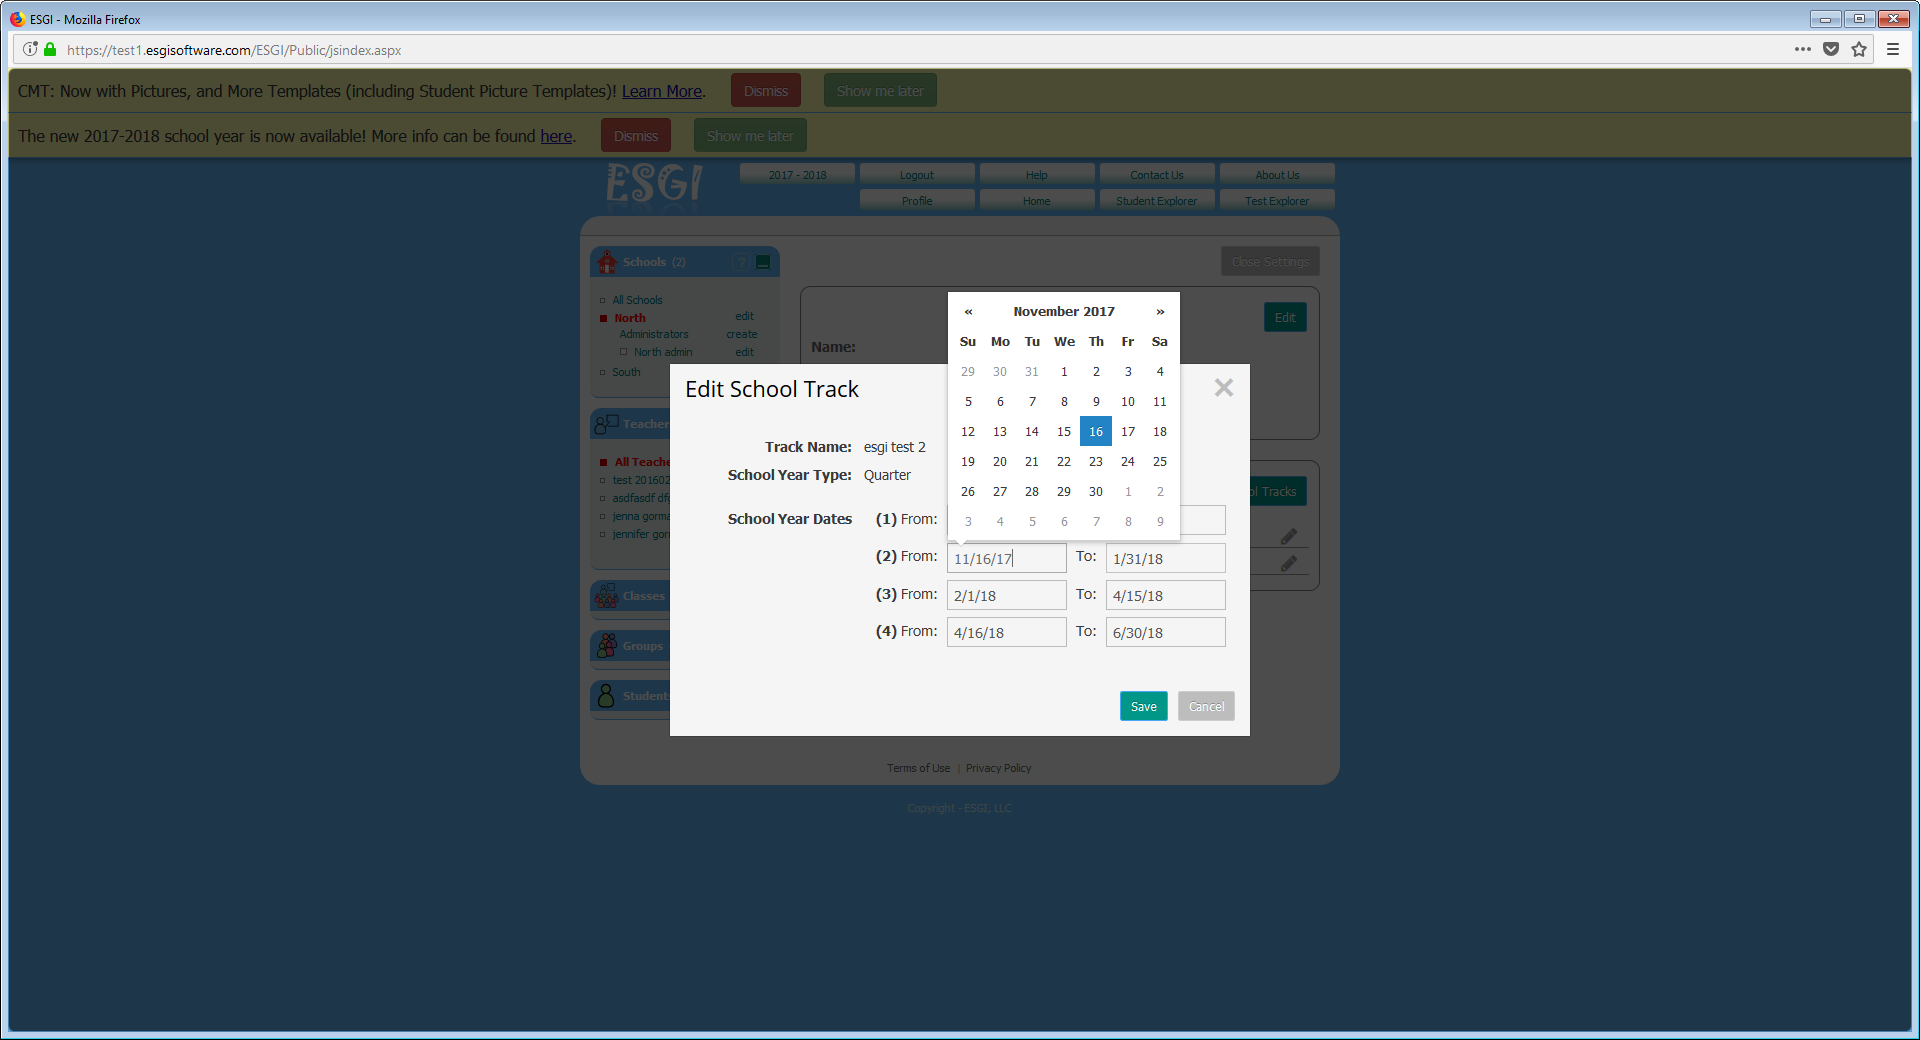 ESGI - Mozilla Firefox
https://test1.esgisoftware.com/ESGI/Public/jsindex.aspx
CMT: Now with Pictures, and More Templates (including Student Picture Templates)! Learn More. Dismiss Show me later
The new 2017-2018 school year is now available! More info can be found here. Dismiss Show me later
ESGI
2017 - 2018 Logout Help Contact Us About Us
Profile Home Student Explorer Test Explorer
Schools (2) ?
Close Settings
All Schools
North edit
Administrators create
North admin edit
South
Edit
Name:
« November 2017 »
Su Mo Tu We Th Fr Sa
29 30 31 1 2 3 4
5 6 7 8 9 10 11
12 13 14 15 16 17 18
19 20 21 22 23 24 25
26 27 28 29 30 1 2
3 4 5 6 7 8 9
Edit School Track
Track Name: esgi test 2
School Year Type: Quarter
School Year Dates (1) From:
(2) From: 11/16/17 To: 1/31/18
(3) From: 2/1/18 To: 4/15/18
(4) From: 4/16/18 To: 6/30/18
Save Cancel
Teacher
All Teache
test 201602
asdfasdf df
jenna gorma
jennifer gor
ol Tracks
Classes
Groups
Student
Terms of Use | Privacy Policy
Copyright - ESGI, LLC